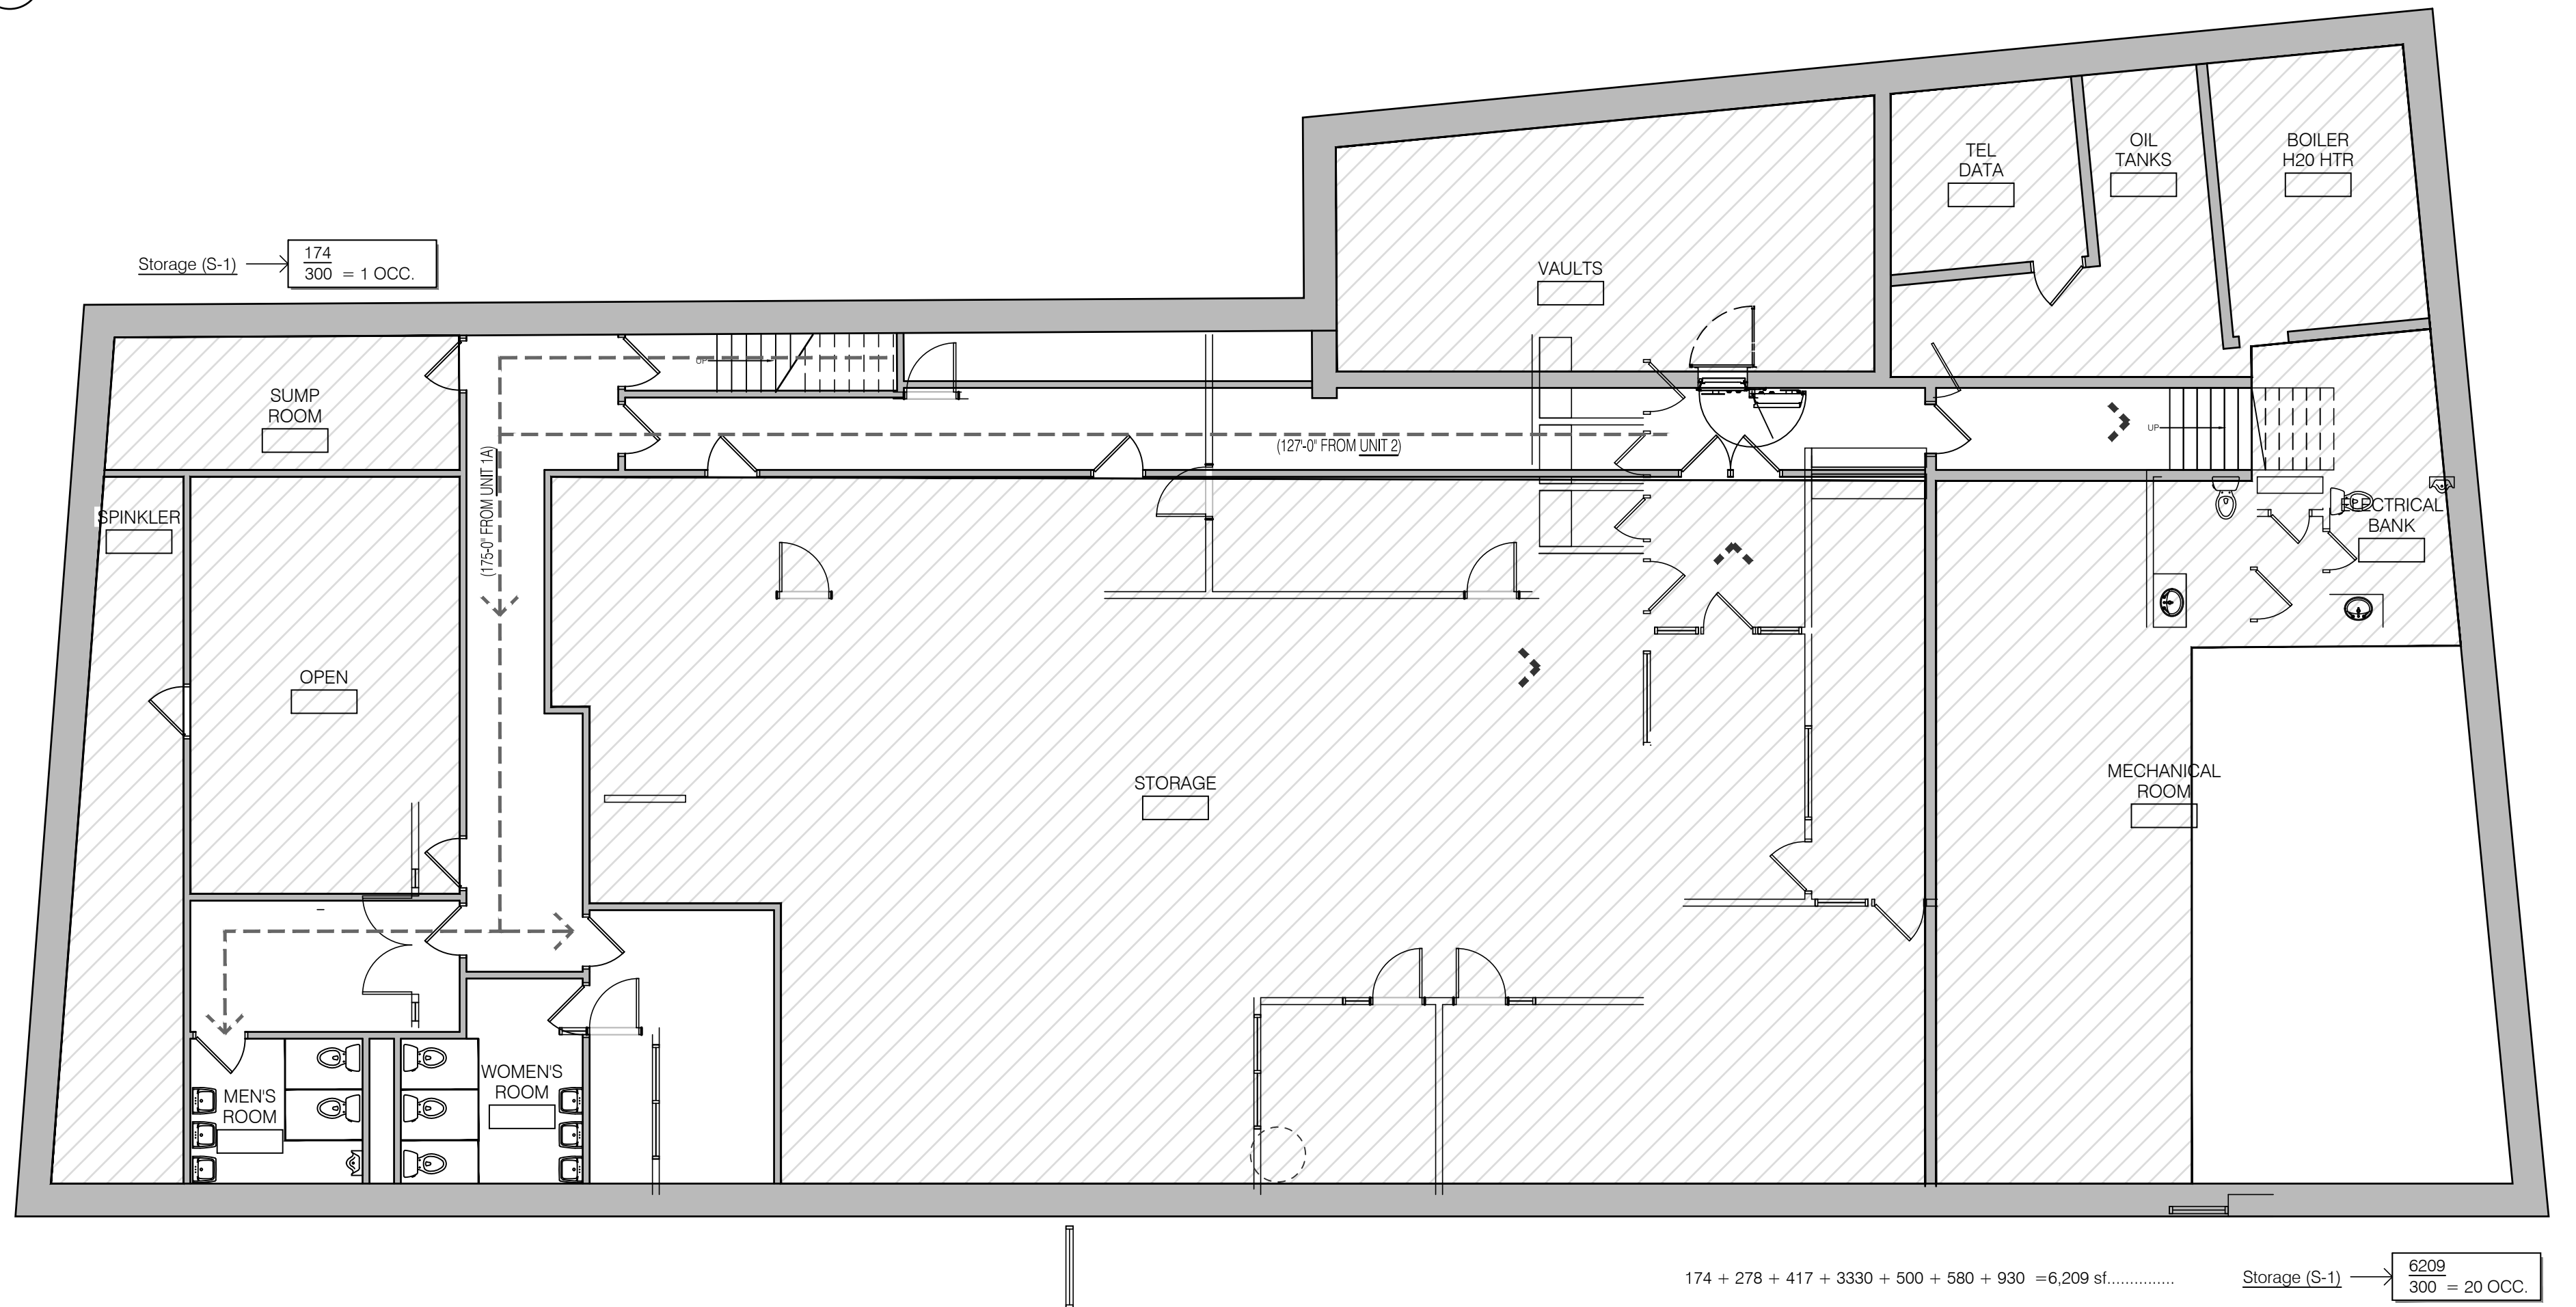 TEL
DATA
OIL
TANKS
BOILER
H20 HTR
Storage (S-1)
174
300 = 1 OCC.
VAULTS
UP
SUMP
ROOM
(127'-0" FROM UNIT 2)
UP
(175-0" FROM UNIT 1A)
SPINKLER
ELECTRICAL
BANK
OPEN
STORAGE
MECHANICAL
ROOM
MEN'S
ROOM
WOMEN'S
ROOM
174 + 278 + 417 + 3330 + 500 + 580 + 930 =6,209 sf...............
Storage (S-1)
6209
300 = 20 OCC.